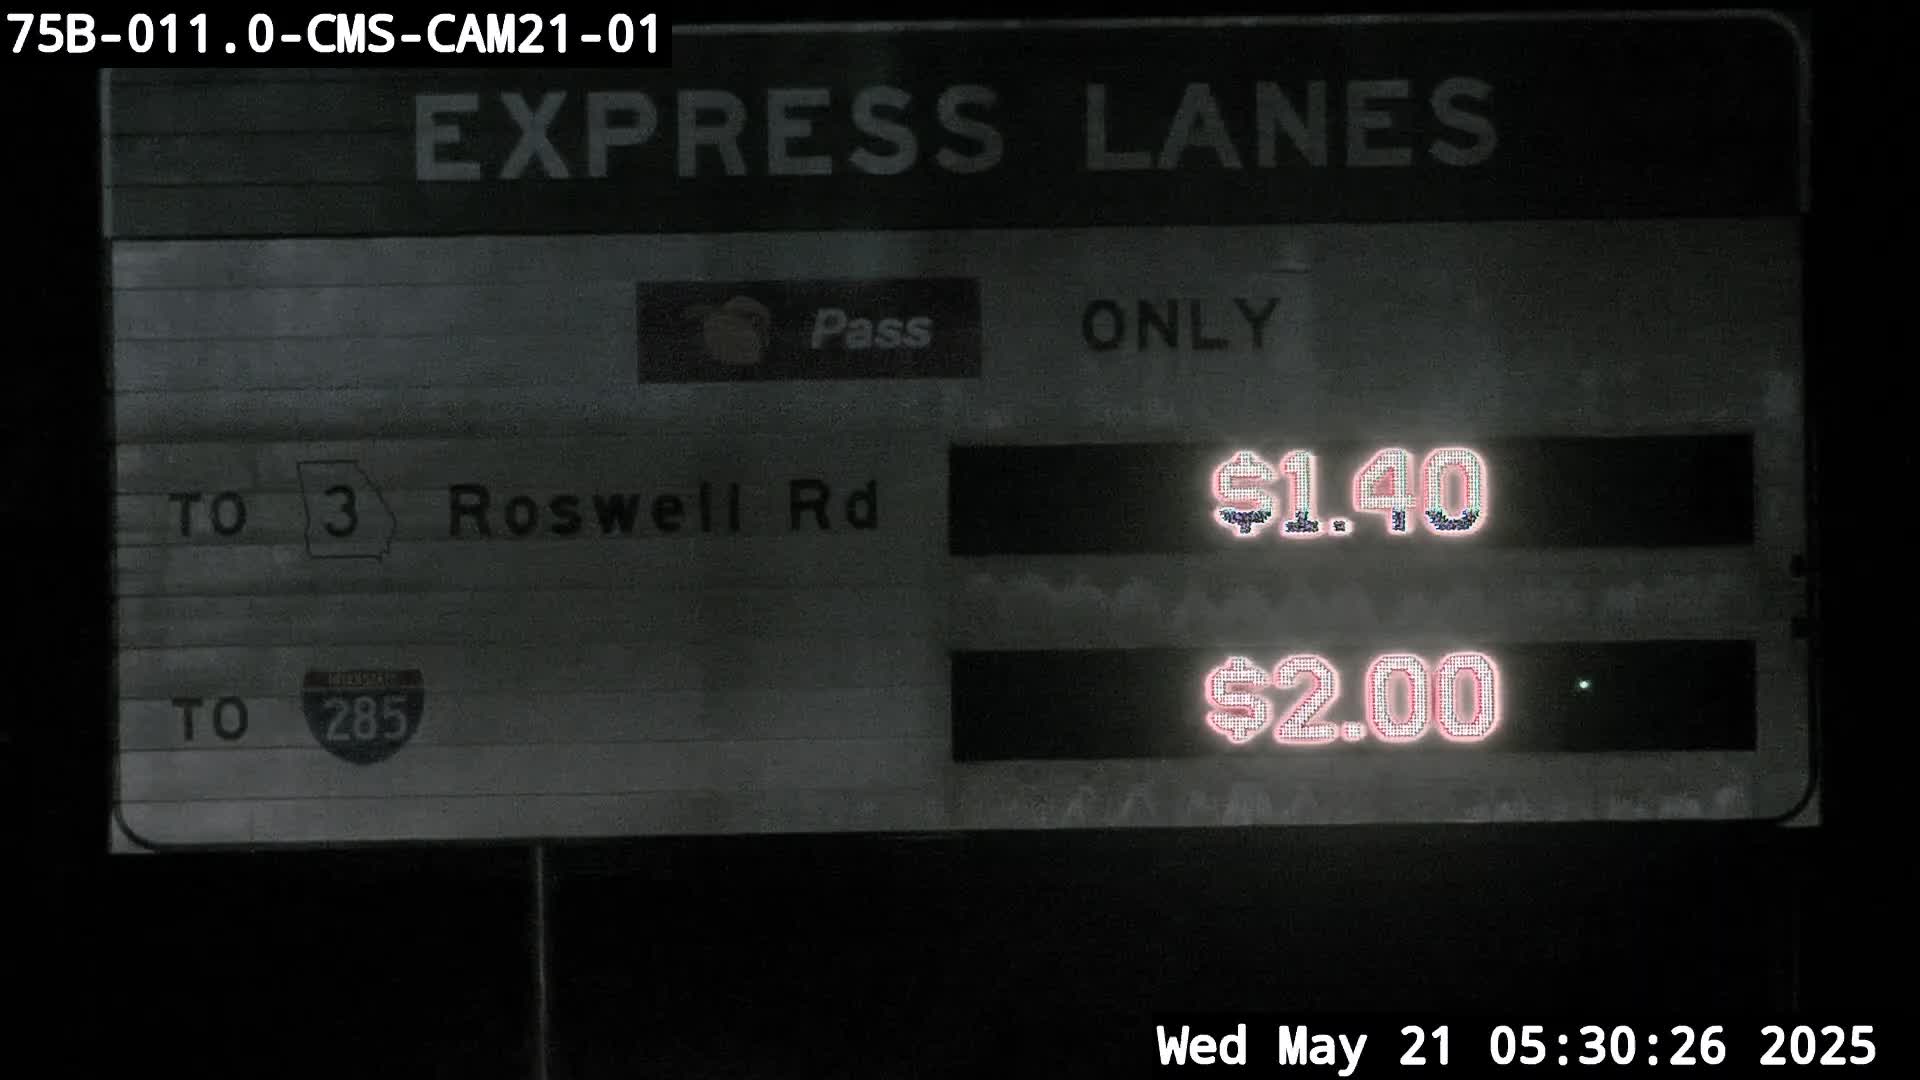 75B-011.0-CMS-CAM21-01
EXPRESS LANES
Pass ONLY
TO 3 Roswell Rd $1.40
INTERSTATE
TO 285 $2.00
Wed May 21 05:30:26 2025